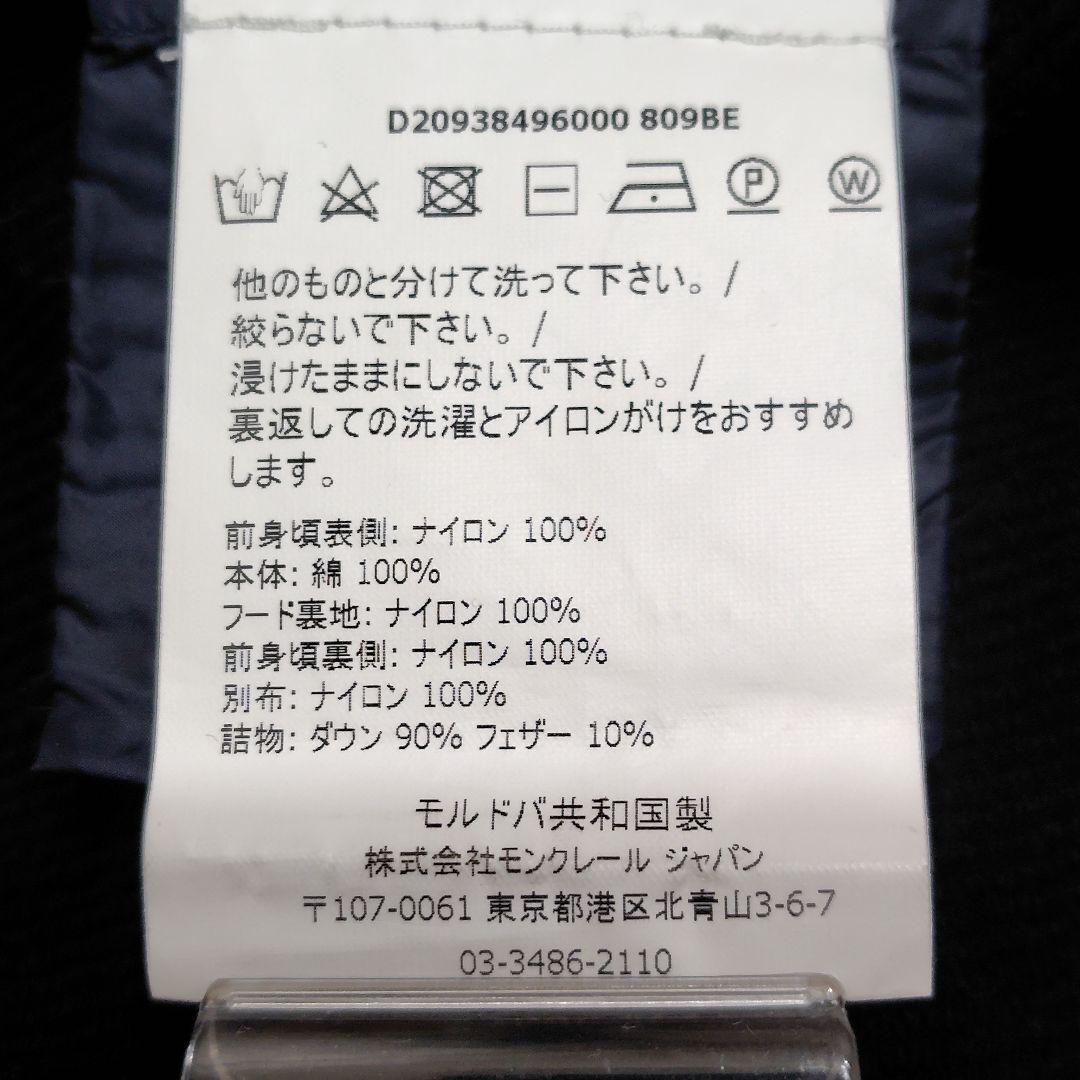 D20938496000 809BE
P
W
他のものと分けて洗って下さい。/
絞らないで下さい。/
浸けたままにしないで下さい。/
裏返しての洗濯とアイロンがけをおすすめ
します。
前身頃表側: ナイロン 100%
本体: 綿 100%
フード裏地: ナイロン 100%
前身頃裏側: ナイロン 100%
別布: ナイロン 100%
詰物: ダウン 90% フェザー 10%
モルドバ共和国製
株式会社モンクレール ジャパン
〒107-0061 東京都港区北青山3-6-7
03-3486-2110